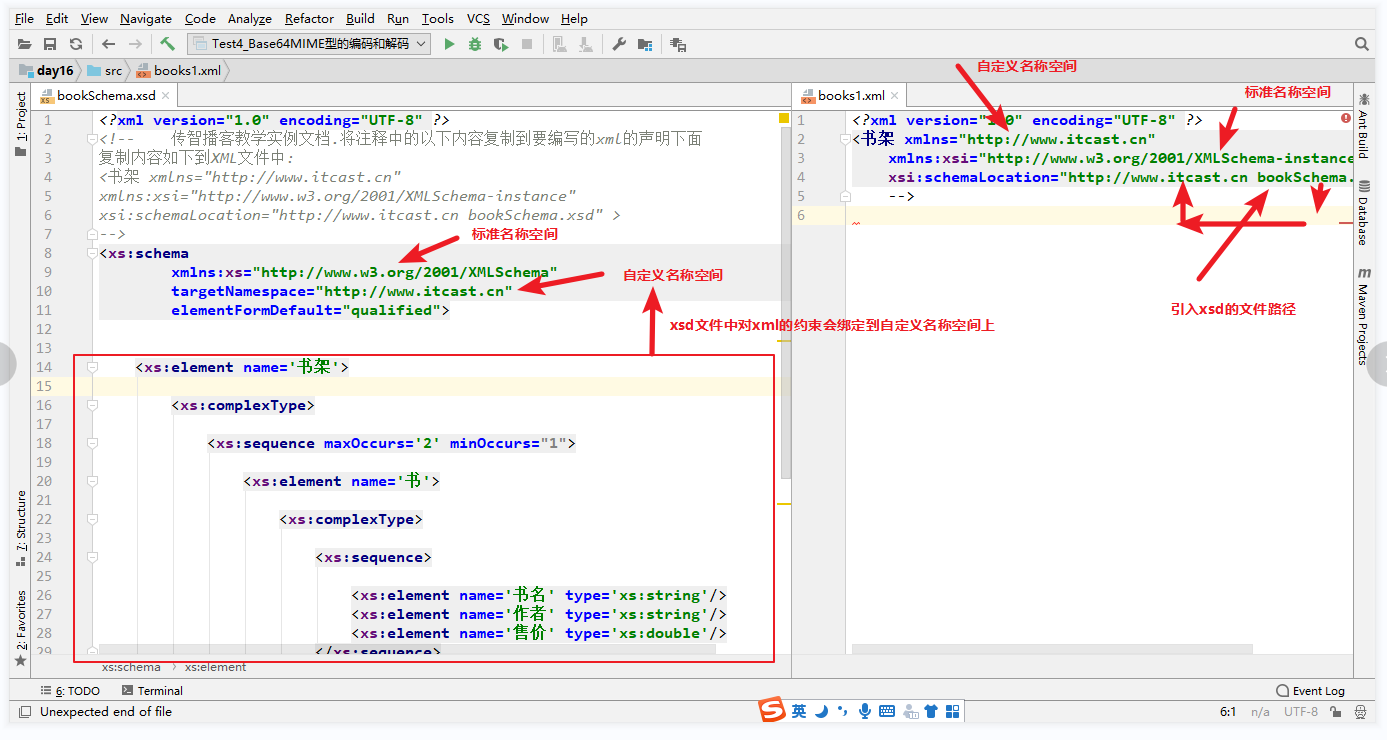 File Edit View Navigate Code Analyze Refactor Build Run Tools VCS Window Help
Test4_Base64MIME型的编码和解码
day16 src books1.xml
bookSchema.xsd
1 <?xml version="1.0" encoding="UTF-8" ?>
2 <!-- 传智播客教学实例文档.将注释中的以下内容复制到要编写的xml的声明下面
3 复制内容如下到XML文件中:
4 <书架 xmlns="http://www.itcast.cn"
5 xmlns:xsi="http://www.w3.org/2001/XMLSchema-instance"
6 xsi:schemaLocation="http://www.itcast.cn bookSchema.xsd" >
7 -->
标准名称空间
8 <xs:schema
9 xmlns:xs="http://www.w3.org/2001/XMLSchema"
10 targetNamespace="http://www.itcast.cn"
自定义名称空间
11 elementFormDefault="qualified">
xsd文件中对xml的约束会绑定到自定义名称空间上
12
13
14 <xs:element name='书架'>
15
16 <xs:complexType>
17
18 <xs:sequence maxOccurs='2' minOccurs="1">
19
20 <xs:element name='书'>
21
22 <xs:complexType>
23
24 <xs:sequence>
25
26 <xs:element name='书名' type='xs:string'/>
27 <xs:element name='作者' type='xs:string'/>
28 <xs:element name='售价' type='xs:double'/>
29 </xs:sequence>
xs:schema xs:element
books1.xml
自定义名称空间
标准名称空间
1 <?xml version="1.0" encoding="UTF-8" ?>
2 <书架 xmlns="http://www.itcast.cn"
3 xmlns:xsi="http://www.w3.org/2001/XMLSchema-instance
4 xsi:schemaLocation="http://www.itcast.cn bookSchema.
5 -->
6
引入xsd的文件路径
1: Project
7: Structure
2: Favorites
Ant Build
Database
m Maven Projects
6: TODO Terminal Event Log
Unexpected end of file
英
6:1 n/a UTF-8